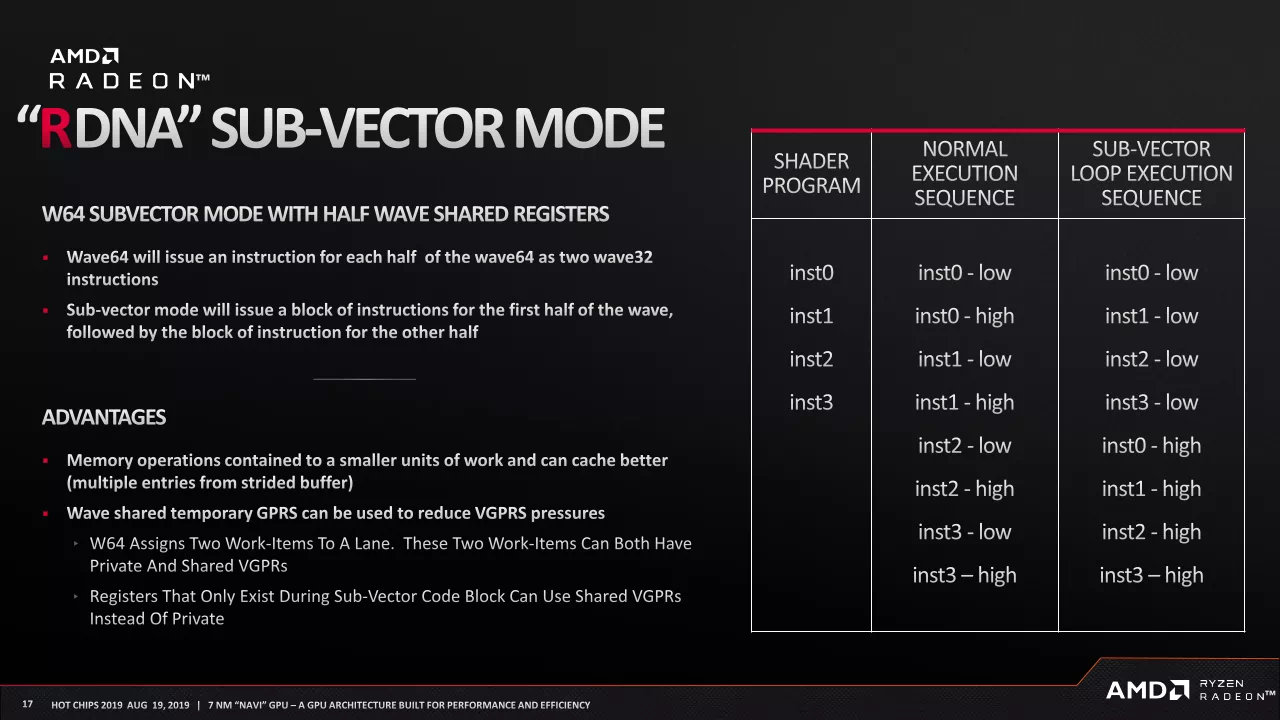 AMD
RADEON™
“RDNA” SUB-VECTOR MODE
W64 SUBVECTOR MODE WITH HALF WAVE SHARED REGISTERS
Wave64 will issue an instruction for each half of the wave64 as two wave32
instructions
Sub-vector mode will issue a block of instructions for the first half of the wave,
followed by the block of instruction for the other half
ADVANTAGES
Memory operations contained to a smaller units of work and can cache better
(multiple entries from strided buffer)
Wave shared temporary GPRS can be used to reduce VGPRS pressures
W64 Assigns Two Work-Items To A Lane. These Two Work-Items Can Both Have
Private And Shared VGPRs
Registers That Only Exist During Sub-Vector Code Block Can Use Shared VGPRs
Instead Of Private
SHADER
PROGRAM
NORMAL
EXECUTION
SEQUENCE
SUB-VECTOR
LOOP EXECUTION
SEQUENCE
inst0 inst0 - low inst0 - low
inst1 inst0 - high inst1 - low
inst2 inst1 - low inst2 - low
inst3 inst1 - high inst3 - low
inst2 - low inst0 - high
inst2 - high inst1 - high
inst3 - low inst2 - high
inst3 – high inst3 – high
17 HOT CHIPS 2019 AUG 19, 2019 | 7 NM “NAVI” GPU – A GPU ARCHITECTURE BUILT FOR PERFORMANCE AND EFFICIENCY
AMD RYZEN
RADEON™